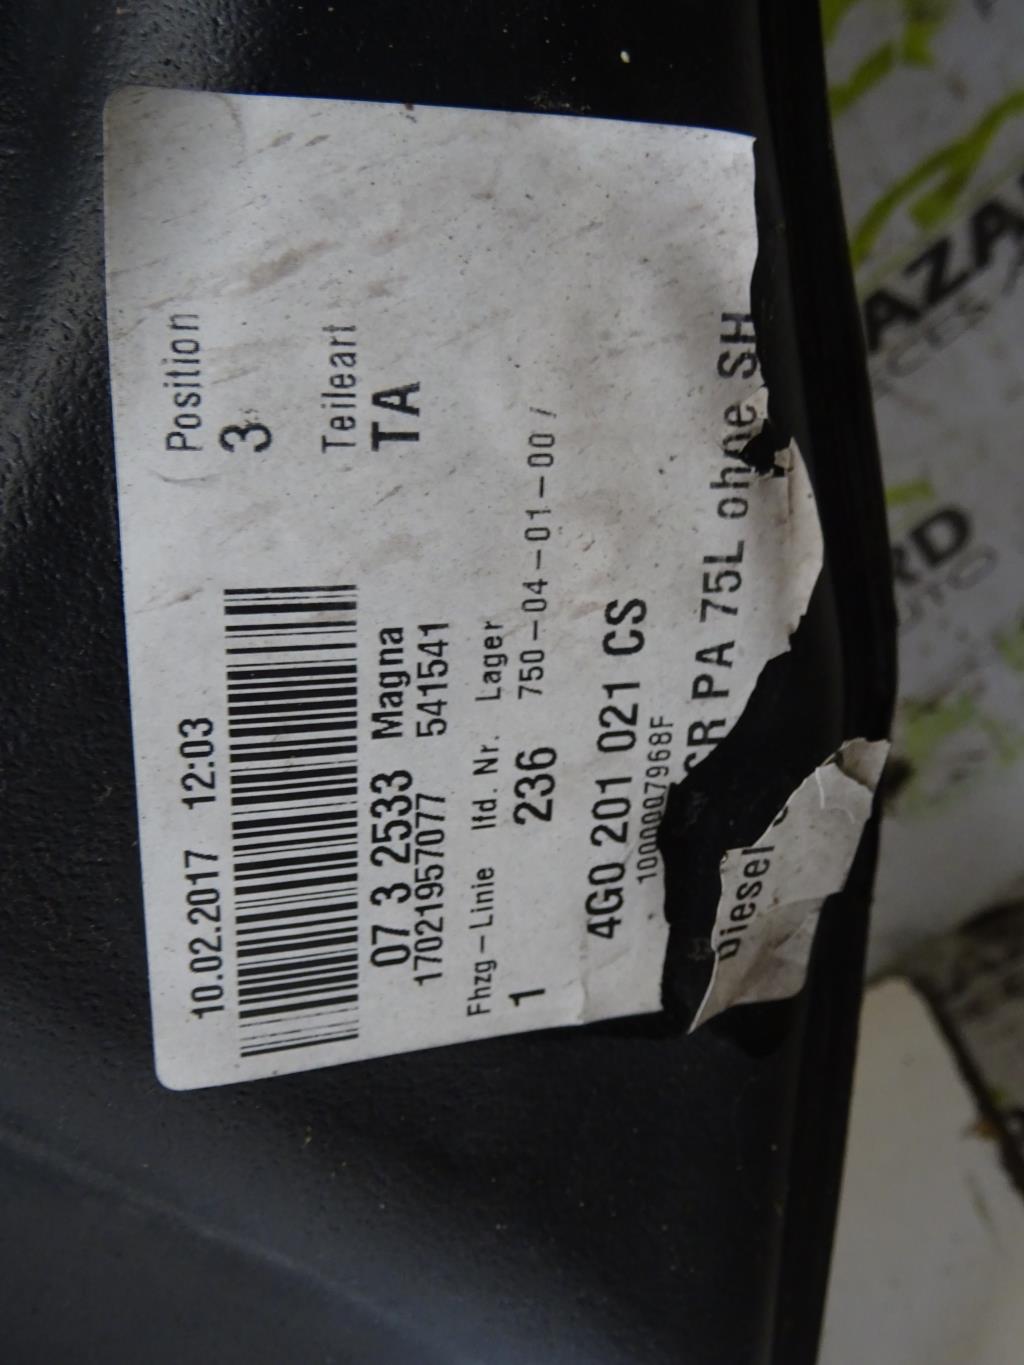 10.02.2017 12:03
Position
3
07 3 2533 Magna
17021957077 541541
Teileart
TA
Fhzg-Linie lfd. Nr. Lager
1 236 750-04-01-00/
4G0 201 021 CS
1000007968F
Diesel PA 75L ohne SH